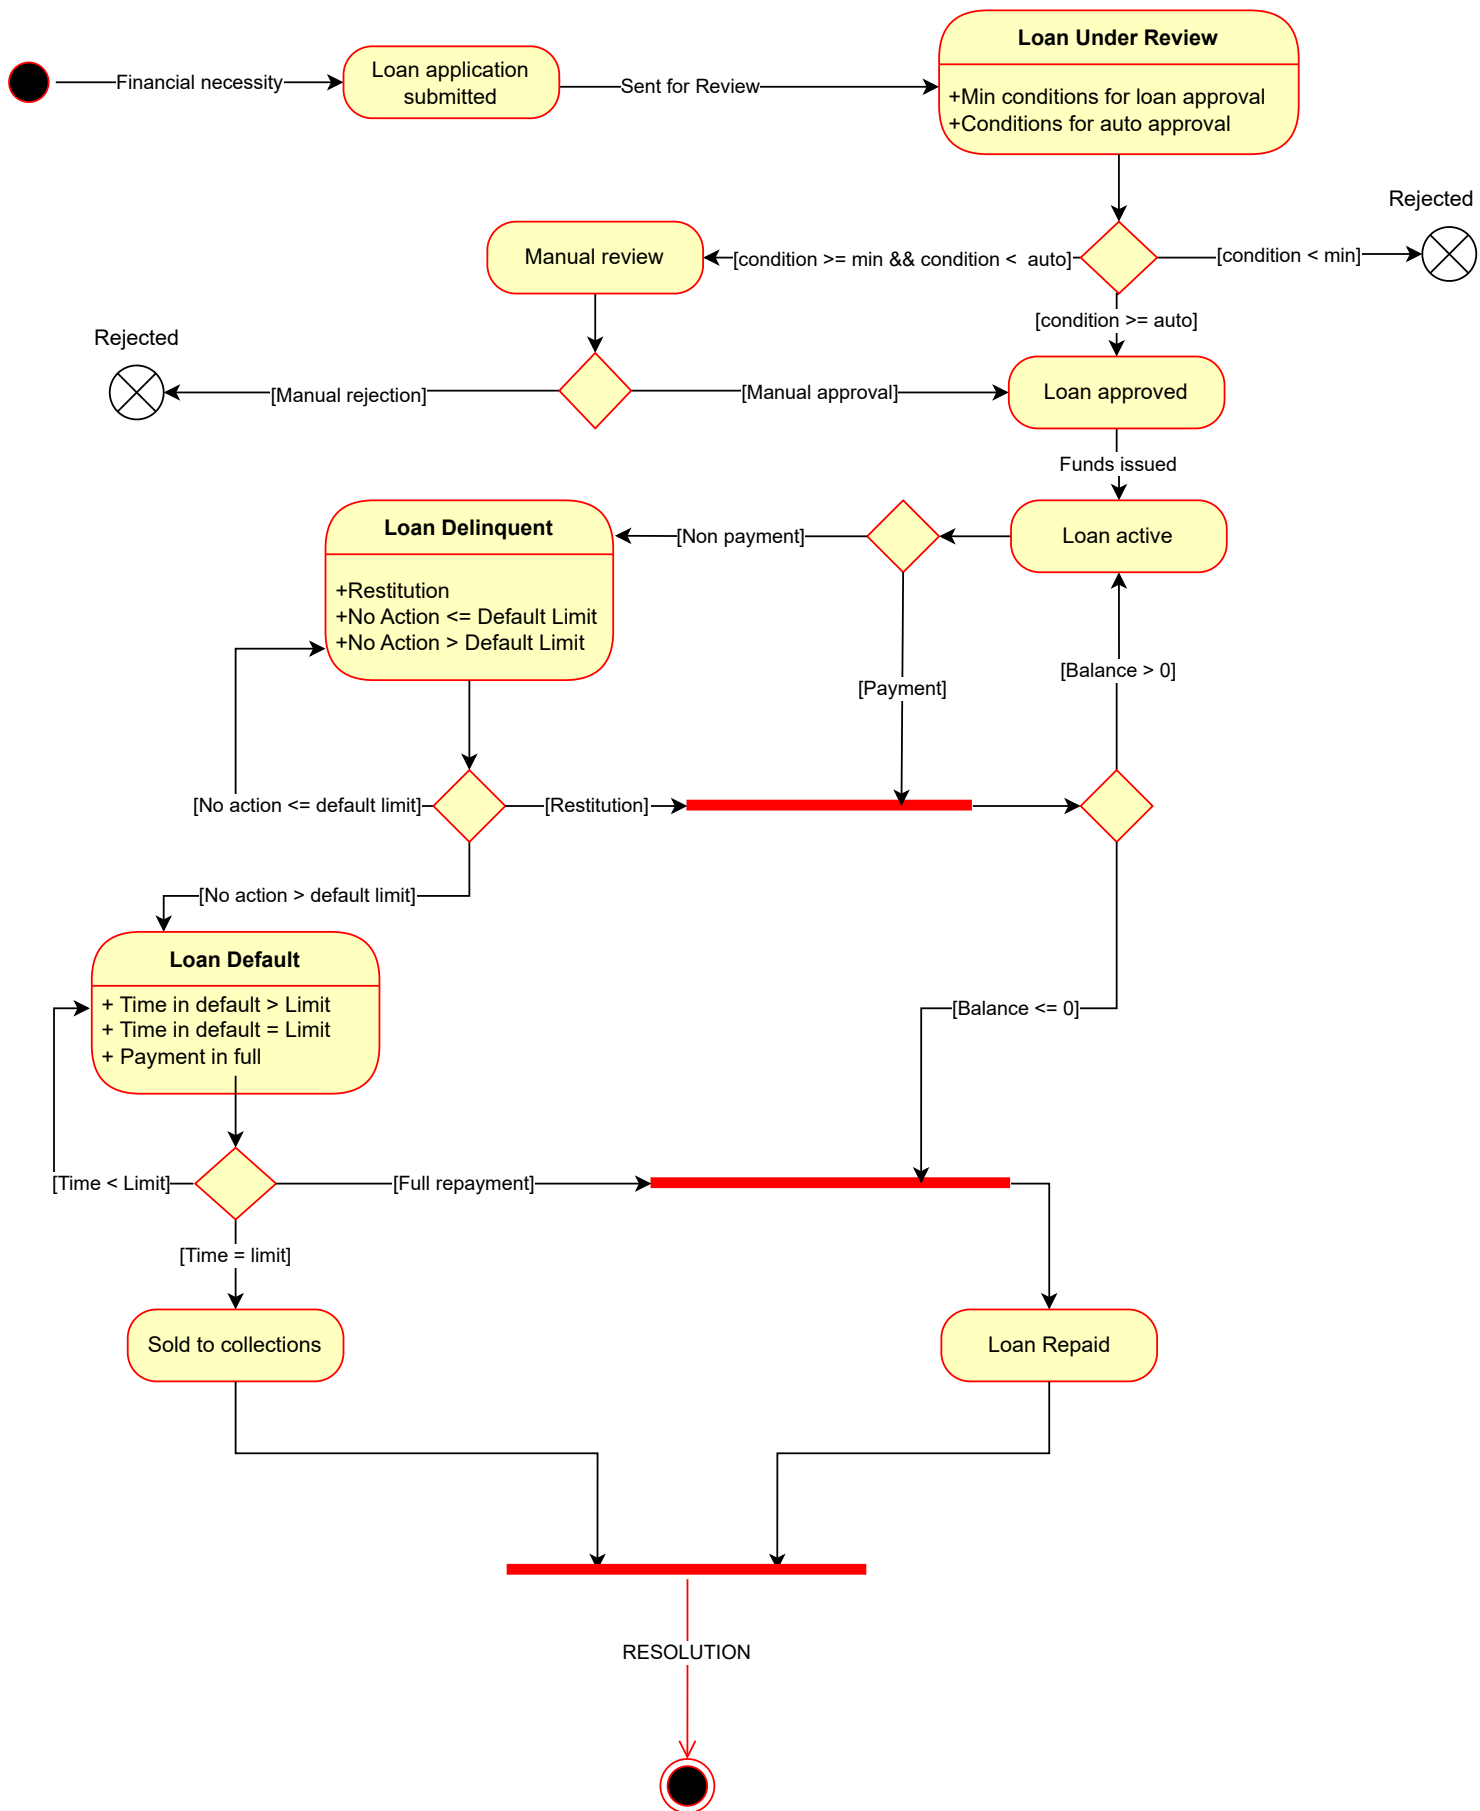 Loan Under Review
Financial necessity
Loan application
submitted
Sent for Review
+Min conditions for loan approval
+Conditions for auto approval
Rejected
Manual review
[condition >= min && condition <  auto]
[condition < min]
[condition >= auto]
Rejected
[Manual rejection]
[Manual approval]
Loan approved
Funds issued
Loan Delinquent
[Non payment]
Loan active
+Restitution
+No Action <= Default Limit
+No Action > Default Limit
[Balance > 0]
[Payment]
[No action <= default limit]
[Restitution]
[No action > default limit]
Loan Default
+ Time in default > Limit
+ Time in default = Limit
+ Payment in full
[Balance <= 0]
[Time < Limit]
[Full repayment]
[Time = limit]
Sold to collections
Loan Repaid
RESOLUTION